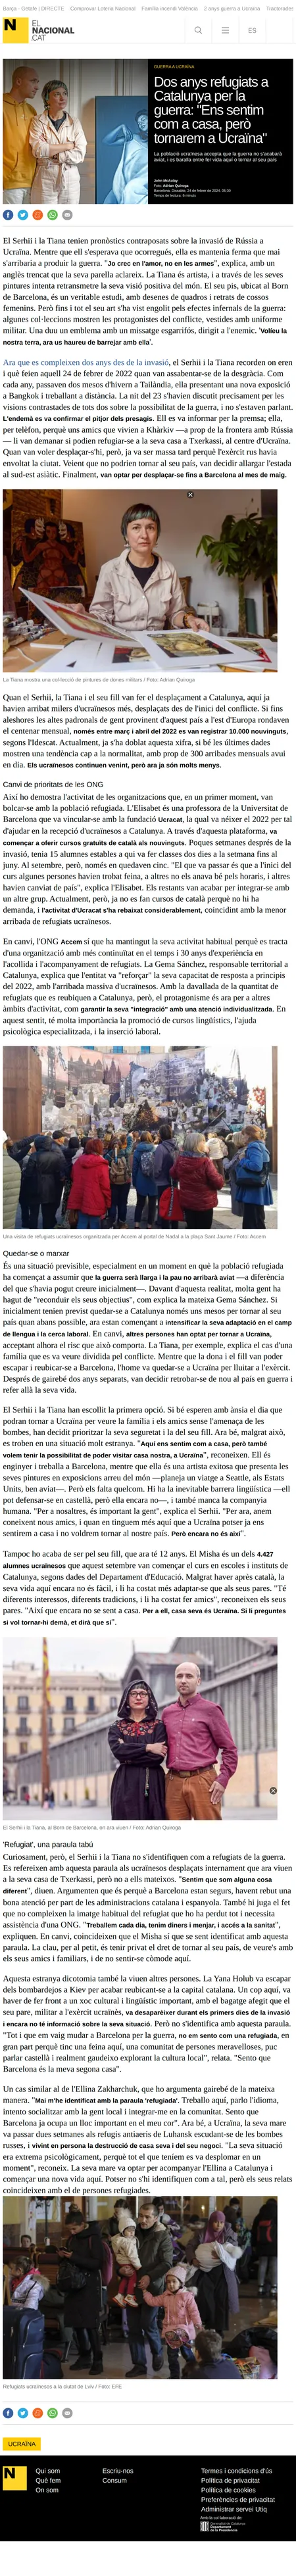 Barça - Getafe | DIRECTE Comprovar Loteria Nacional Família incendi València 2 anys guerra a Ucraïna Tractorades
EL
NACIONAL
.CAT
ES
GUERRA A UCRAÏNA
Dos anys refugiats a
Catalunya per la
guerra: "Ens sentim
com a casa, però
tornarem a Ucraïna"
La població ucraïnesa accepta que la guerra no s'acabarà
aviat, i es baralla entre fer vida aquí o tornar al seu país
John McAulay
Foto: Adrian Quiroga
Barcelona. Dissabte, 24 de febrer de 2024. 05:30
Temps de lectura: 6 minuts
El Serhii i la Tiana tenien pronòstics contraposats sobre la invasió de Rússia a
Ucraïna. Mentre que ell s'esperava que ocorregués, ella es mantenia ferma que mai
s'arribaria a produir la guerra. "Jo crec en l'amor, no en les armes", explica, amb un
anglès trencat que la seva parella aclareix. La Tiana és artista, i a través de les seves
pintures intenta representar la seva visió positiva del món. El seu pis, ubicat al Born
de Barcelona, és un veritable estudi, amb desenes de quadres i retrats de cossos
femenins. Però fins i tot el seu art s'ha vist engolit pels horrors infernals de la guerra:
algunes col·leccions mostren les protagonistes del conflicte, vestides amb uniforme
militar. Una duu un emblema amb un missatge esgarrifós, dirigit a l'enemic. 'Volíeu la
nostra terra, ara us haureu de barrejar amb ella'.
Ara que es compleixen dos anys des de la invasió, el Serhii i la Tiana recorden on eren
i què feien aquell 24 de febrer de 2022 quan van assabentar-se de la desgràcia. Com
cada any, passaven dos mesos d'hivern a Tailàndia, ella presentant una exposició a
Bangkok i ell treballant a distància. La nit del 23 s'havien discutit precisament per les
visions contrastades de tots dos sobre la possibilitat de la guerra, i ja s'estaven parlant.
L'endemà es va confirmar el pitjor dels presagis. Ell es va informar per la premsa; ella,
per telèfon, perquè uns amics que vivien a Khàrkiv —a prop de la frontera amb Rússia
— li van demanar si podien refugiar-se a la seva casa a Txerkassi, al centre d'Ucraïna.
Quan van voler desplaçar-s'hi, però, ja va ser massa tard perquè l'exèrcit rus havia
envoltat la ciutat. Veient que no podrien tornar al seu país, van decidir allargar l'estada
al sud-est asiàtic. Finalment, van optar per desplaçar-se fins a Barcelona al mes de maig.
La Tiana mostra una col·lecció de pintures de dones militars / Foto: Adrian Quiroga
Quan el Serhii, la Tiana i el seu fill van fer el desplaçament a Catalunya, aquí ja
havien arribat milers d'ucraïnesos més, desplaçats des de l'inici del conflicte. Si fins
aleshores les altes padronals de gent provinent d'aquest país a l'est d'Europa rondaven
el centenar mensual, només entre març i abril del 2022 es van registrar 10.000 nouvinguts,
segons l'Idescat. Actualment, ja s'ha doblat aquesta xifra, si bé les últimes dades
mostren una tendència cap a la normalitat, amb prop de 300 arribades mensuals avui
en dia. Els ucraïnesos continuen venint, però ara ja són molts menys.
Canvi de prioritats de les ONG
Així ho demostra l'activitat de les organitzacions que, en un primer moment, van
bolcar-se amb la població refugiada. L'Elisabet és una professora de la Universitat de
Barcelona que va vincular-se amb la fundació Ucracat, la qual va néixer el 2022 per tal
d'ajudar en la recepció d'ucraïnesos a Catalunya. A través d'aquesta plataforma, va
començar a oferir cursos gratuïts de català als nouvinguts. Poques setmanes després de la
invasió, tenia 15 alumnes estables a qui va fer classes dos dies a la setmana fins al
juny. Al setembre, però, només en quedaven cinc. "El que va passar és que a l'inici del
curs algunes persones havien trobat feina, a altres no els anava bé pels horaris, i altres
havien canviat de país", explica l'Elisabet. Els restants van acabar per integrar-se amb
un altre grup. Actualment, però, ja no es fan cursos de català perquè no hi ha
demanda, i l'activitat d'Ucracat s'ha rebaixat considerablement, coincidint amb la menor
arribada de refugiats ucraïnesos.
En canvi, l'ONG Accem sí que ha mantingut la seva activitat habitual perquè es tracta
d'una organització amb més continuïtat en el temps i 30 anys d'experiència en
l'acollida i l'acompanyament de refugiats. La Gema Sánchez, responsable territorial a
Catalunya, explica que l'entitat va "reforçar" la seva capacitat de resposta a principis
del 2022, amb l'arribada massiva d'ucraïnesos. Amb la davallada de la quantitat de
refugiats que es reubiquen a Catalunya, però, el protagonisme és ara per a altres
àmbits d'activitat, com garantir la seva "integració" amb una atenció individualitzada. En
aquest sentit, té molta importància la promoció de cursos lingüístics, l'ajuda
psicològica especialitzada, i la inserció laboral.
Una visita de refugiats ucraïnesos organitzada per Accem al portal de Nadal a la plaça Sant Jaume / Foto: Accem
Quedar-se o marxar
És una situació previsible, especialment en un moment en què la població refugiada
ha començat a assumir que la guerra serà llarga i la pau no arribarà aviat —a diferència
del que s'havia pogut creure inicialment—. Davant d'aquesta realitat, molta gent ha
hagut de "reconduir els seus objectius", com explica la mateixa Gema Sánchez. Si
inicialment tenien previst quedar-se a Catalunya només uns mesos per tornar al seu
país quan abans possible, ara estan començant a intensificar la seva adaptació en el camp
de llengua i la cerca laboral. En canvi, altres persones han optat per tornar a Ucraïna,
acceptant alhora el risc que això comporta. La Tiana, per exemple, explica el cas d'una
família que es va veure dividida pel conflicte. Mentre que la dona i el fill van poder
escapar i reubicar-se a Barcelona, l'home va quedar-se a Ucraïna per lluitar a l'exèrcit.
Després de gairebé dos anys separats, van decidir retrobar-se de nou al país en guerra i
refer allà la seva vida.
El Serhii i la Tiana han escollit la primera opció. Si bé esperen amb ànsia el dia que
podran tornar a Ucraïna per veure la família i els amics sense l'amenaça de les
bombes, han decidit prioritzar la seva seguretat i la del seu fill. Ara bé, malgrat això,
es troben en una situació molt estranya. "Aquí ens sentim com a casa, però també
volem tenir la possibilitat de poder visitar casa nostra, a Ucraïna", reconeixen. Ell és
enginyer i treballa a Barcelona, mentre que ella és una artista exitosa que presenta les
seves pintures en exposicions arreu del món —planeja un viatge a Seattle, als Estats
Units, ben aviat—. Però els falta quelcom. Hi ha la inevitable barrera lingüística —ell
pot defensar-se en castellà, però ella encara no—, i també manca la companyia
humana. "Per a nosaltres, és important la gent", explica el Serhii. "Per ara, anem
coneixent nous amics, i quan en tinguem més aquí que a Ucraïna potser ja ens
sentirem a casa i no voldrem tornar al nostre país. Però encara no és així".
Tampoc ho acaba de ser pel seu fill, que ara té 12 anys. El Misha és un dels 4.427
alumnes ucraïnesos que aquest setembre van començar el curs en escoles i instituts de
Catalunya, segons dades del Departament d'Educació. Malgrat haver après castellà, la
seva vida aquí encara no és fàcil, i li ha costat més adaptar-se que als seus pares. "Té
diferents interessos, diferents tradicions, i li ha costat fer amics", reconeixen els seus
pares. "Així que encara no se sent a casa. Per a ell, casa seva és Ucraïna. Si li preguntes
si vol tornar-hi demà, et dirà que sí".
El Serhii i la Tiana, al Born de Barcelona, on ara viuen / Foto: Adrian Quiroga
'Refugiat', una paraula tabú
Curiosament, però, el Serhii i la Tiana no s'identifiquen com a refugiats de la guerra.
Es refereixen amb aquesta paraula als ucraïnesos desplaçats internament que ara viuen
a la seva casa de Txerkassi, però no a ells mateixos. "Sentim que som alguna cosa
diferent", diuen. Argumenten que és perquè a Barcelona estan segurs, havent rebut una
bona atenció per part de les administracions catalana i espanyola. També hi juga el fet
que no compleixen la imatge habitual del refugiat que ho ha perdut tot i necessita
assistència d'una ONG. "Treballem cada dia, tenim diners i menjar, i accés a la sanitat",
expliquen. En canvi, coincideixen que el Misha sí que se sent identificat amb aquesta
paraula. La clau, per al petit, és tenir privat el dret de tornar al seu país, de veure's amb
els seus amics i familiars, i de no sentir-se còmode aquí.
Aquesta estranya dicotomia també la viuen altres persones. La Yana Holub va escapar
dels bombardejos a Kíev per acabar reubicant-se a la capital catalana. Un cop aquí, va
haver de fer front a un xoc cultural i lingüístic important, amb el bagatge afegit que el
seu pare, militar a l'exèrcit ucraïnès, va desaparèixer durant els primers dies de la invasió
i encara no té informació sobre la seva situació. Però no s'identifica amb aquesta paraula.
"Tot i que em vaig mudar a Barcelona per la guerra, no em sento com una refugiada, en
gran part perquè tinc una feina aquí, una comunitat de persones meravelloses, puc
parlar castellà i realment gaudeixo explorant la cultura local", relata. "Sento que
Barcelona és la meva segona casa".
Un cas similar al de l'Ellina Zakharchuk, que ho argumenta gairebé de la mateixa
manera. "Mai m'he identificat amb la paraula 'refugiada'. Treballo aquí, parlo l'idioma,
intento socialitzar amb la gent local i integrar-me en la comunitat. Sento que
Barcelona ja ocupa un lloc important en el meu cor". Ara bé, a Ucraïna, la seva mare
va passar dues setmanes als refugis antiaeris de Luhansk escudant-se de les bombes
russes, i vivint en persona la destrucció de casa seva i del seu negoci. "La seva situació
era extrema psicològicament, perquè tot el que teníem es va desplomar en un
moment", reconeix. La seva mare va optar per acompanyar l'Ellina a Catalunya i
començar una nova vida aquí. Potser no s'hi identifiquen com a tal, però els seus relats
coincideixen amb el de persones refugiades.
Refugiats ucraïnesos a la ciutat de Lviv / Foto: EFE
UCRAÏNA
Qui som
Què fem
On som
Escriu-nos
Consum
Termes i condicions d'ús
Política de privacitat
Política de cookies
Preferències de privacitat
Administrar servei Utiq
Amb la col·laboració de:
Generalitat de Catalunya
Departament
de la Presidència